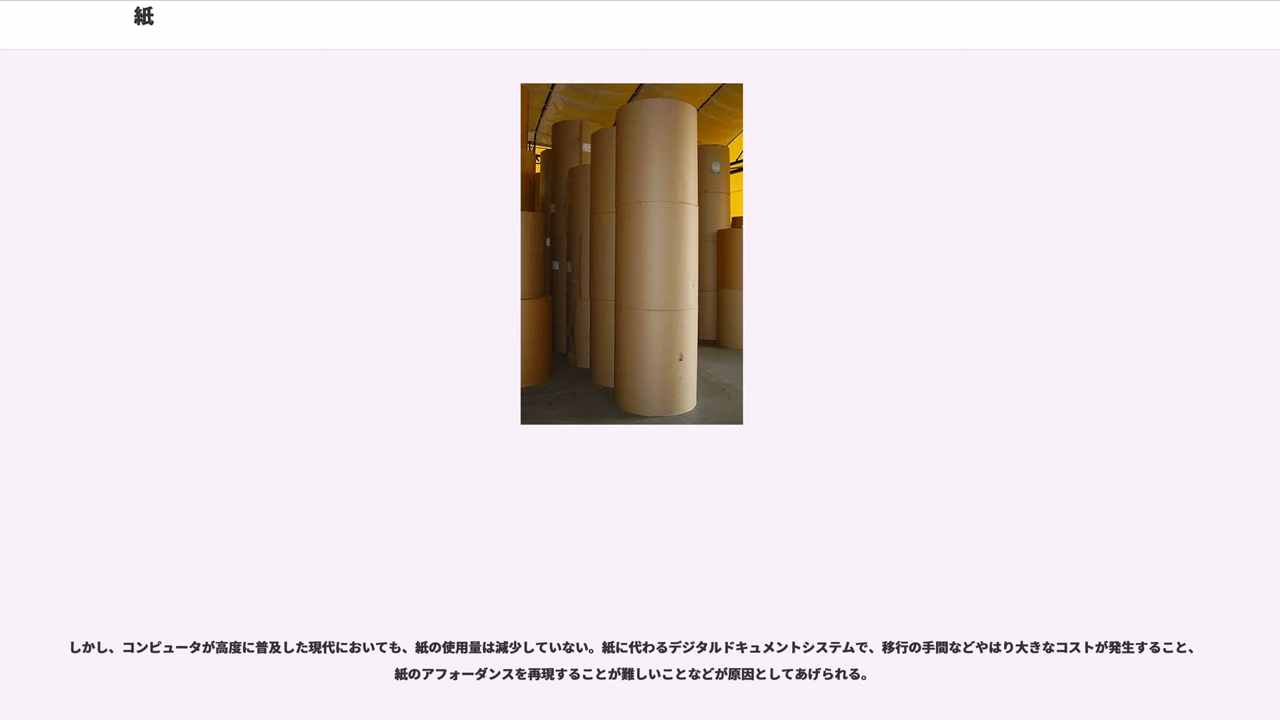 紙
しかし、コンピュータが高度に普及した現代においても、紙の使用量は減少していない。紙に代わるデジタルドキュメントシステムで、移行の手間などやはり大きなコストが発生すること、
紙のアフォーダンスを再現することが難しいことなどが原因としてあげられる。